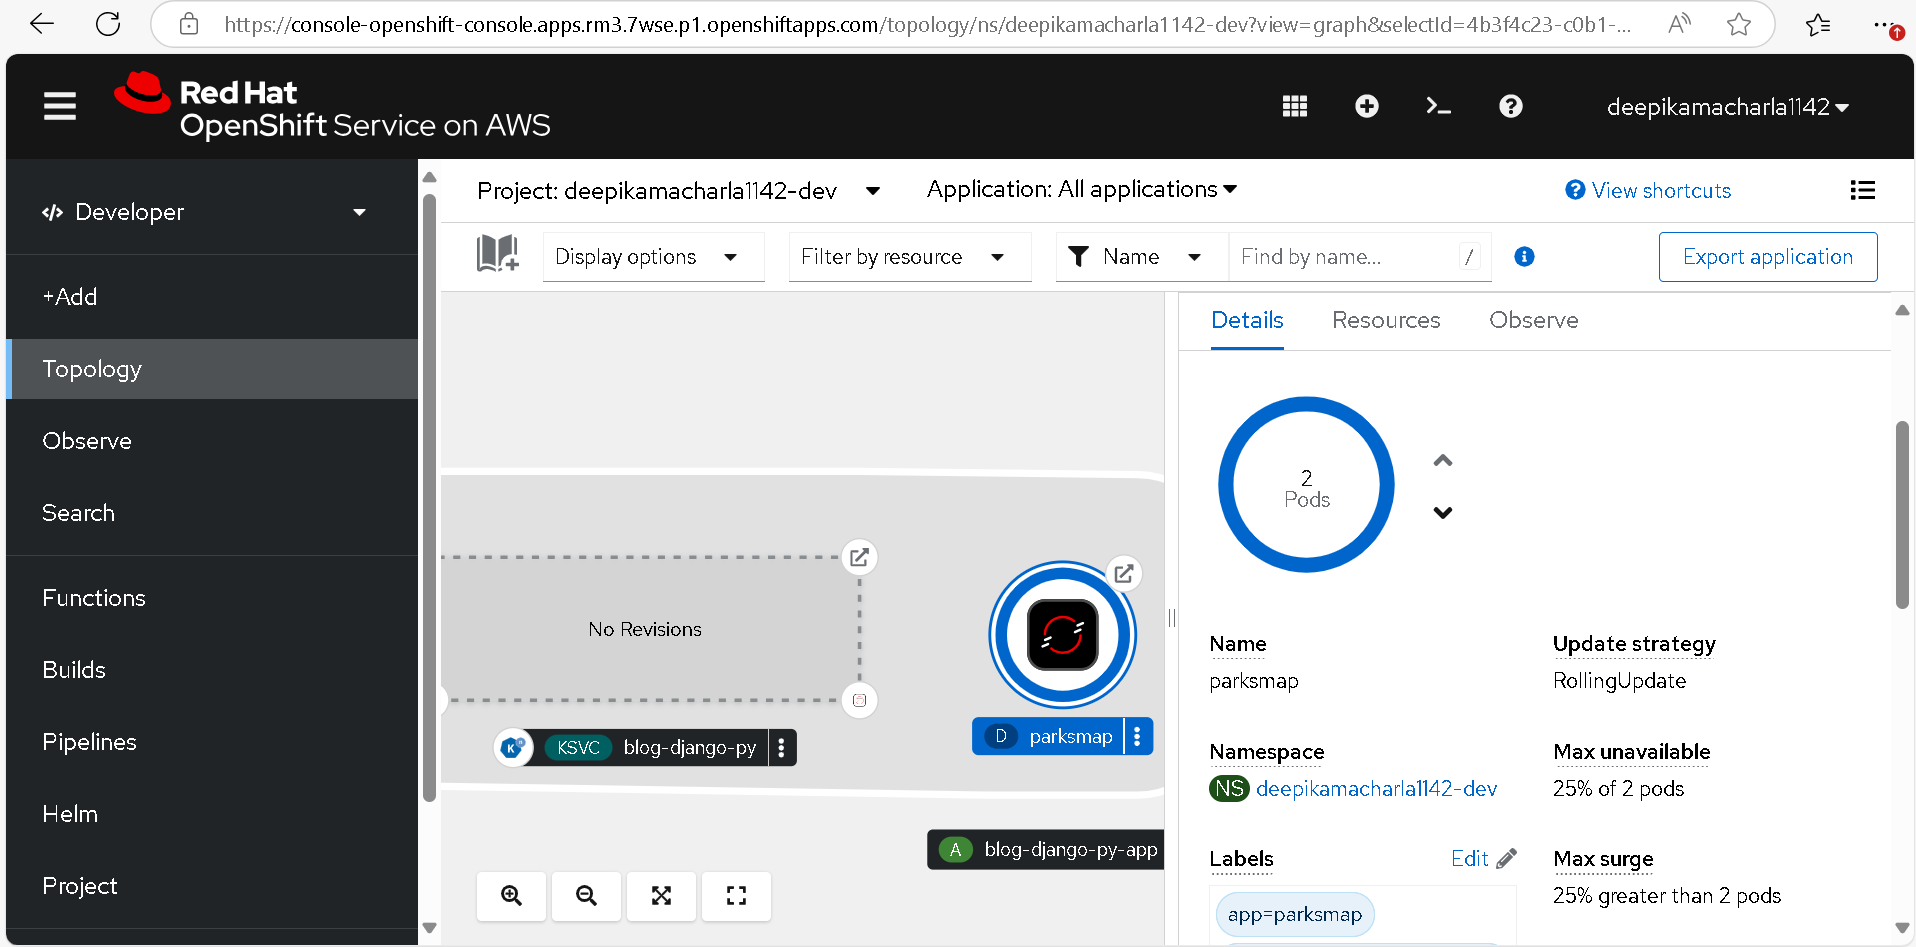 https://console-openshift-console.apps.rm3.7wse.p1.openshiftapps.com/topology/ns/deepikamacharla1142-dev?view=graph&selectId=4b3f4c23-c0b1-...
Red Hat
OpenShift Service on AWS
deepikamacharla1142
Developer
+Add
Topology
Observe
Search
Functions
Builds
Pipelines
Helm
Project
Project: deepikamacharla1142-dev
Application: All applications
View shortcuts
Display options
Filter by resource
Name
Find by name...
/
Export application
No Revisions
KSVC blog-django-py
D parksmap
A blog-django-py-app
Details
Resources
Observe
2
Pods
Name
parksmap
Update strategy
RollingUpdate
Namespace
NS deepikamacharla1142-dev
Max unavailable
25% of 2 pods
Labels
Edit
app=parksmap
Max surge
25% greater than 2 pods